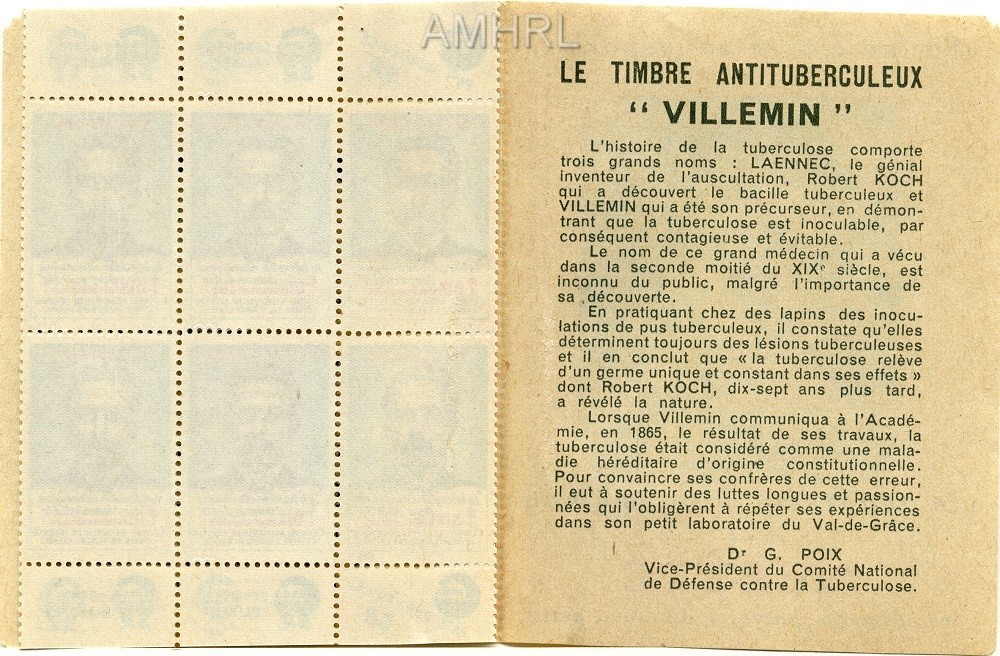 AMHRL
LE TIMBRE ANTITUBERCULEUX
" VILLEMIN "
L'histoire de la tuberculose comporte
trois grands noms : LAENNEC, le génial
inventeur de l'auscultation, Robert KOCH
qui a découvert le bacille tuberculeux et
VILLEMIN qui a été son précurseur, en démon-
trant que la tuberculose est inoculable, par
conséquent contagieuse et évitable.
Le nom de ce grand médecin qui a vécu
dans la seconde moitié du XIXe siècle, est
inconnu du public, malgré l'importance de
sa découverte.
En pratiquant chez des lapins des inocu-
lations de pus tuberculeux, il constate qu'elles
déterminent toujours des lésions tuberculeuses
et il en conclut que « la tuberculose relève
d'un germe unique et constant dans ses effets »
dont Robert KOCH, dix-sept ans plus tard,
a révélé la nature.
Lorsque Villemin communiqua à l'Acadé-
mie, en 1865, le résultat de ses travaux, la
tuberculose était considéré comme une mala-
die héréditaire d'origine constitutionnelle.
Pour convaincre ses confrères de cette erreur,
il eut à soutenir des luttes longues et passion-
nées qui l'obligèrent à répéter ses expériences
dans son petit laboratoire du Val-de-Grâce.
Dr G. POIX
Vice-Président du Comité National
de Défense contre la Tuberculose.